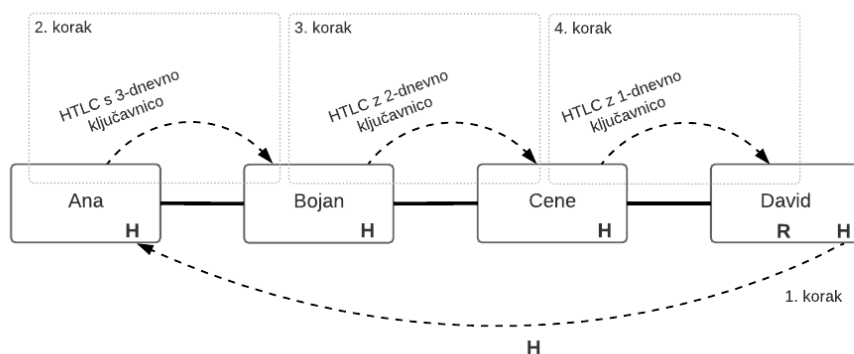 2. korak
3. korak
4. korak
HTLC s 3-dnevno
ključavnico
HTLC z 2-dnevno
ključavnico
HTLC z 1-dnevno
ključavnico
Ana
H
Bojan
H
Cene
H
David
R H
1. korak
H